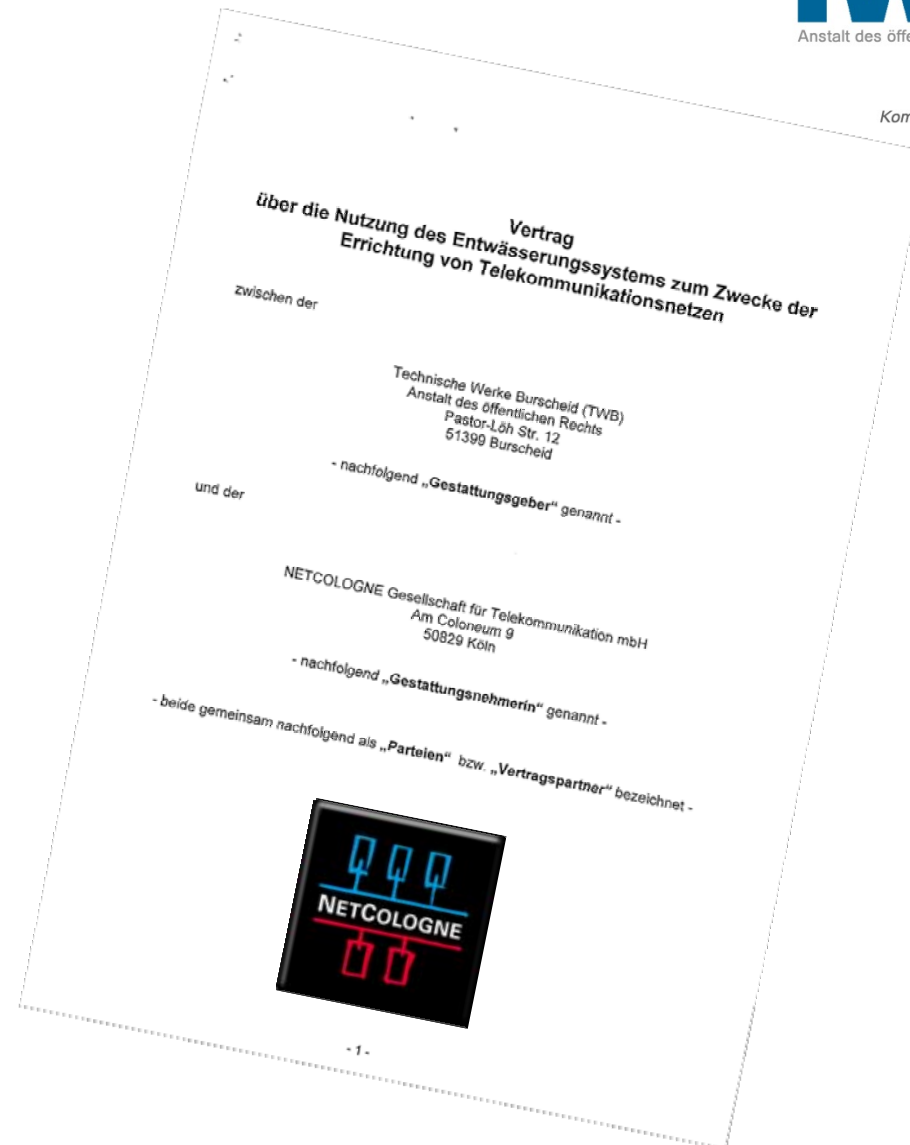 Anstalt des öffe
Kom
Vertrag
über die Nutzung des Entwässerungssystems zum Zwecke der
Errichtung von Telekommunikationsnetzen
zwischen der
Technische Werke Burscheid (TWB)
Anstalt des öffentlichen Rechts
Pastor-Löh Str. 12
51399 Burscheid
- nachfolgend „Gestattungsgeber“ genannt -
und der
NETCOLOGNE Gesellschaft für Telekommunikation mbH
Am Coloneum 9
50829 Köln
- nachfolgend „Gestattungsnehmerin“ genannt -
- beide gemeinsam nachfolgend als „Parteien“ bzw. „Vertragspartner“ bezeichnet -
NETCOLOGNE
- 1 -